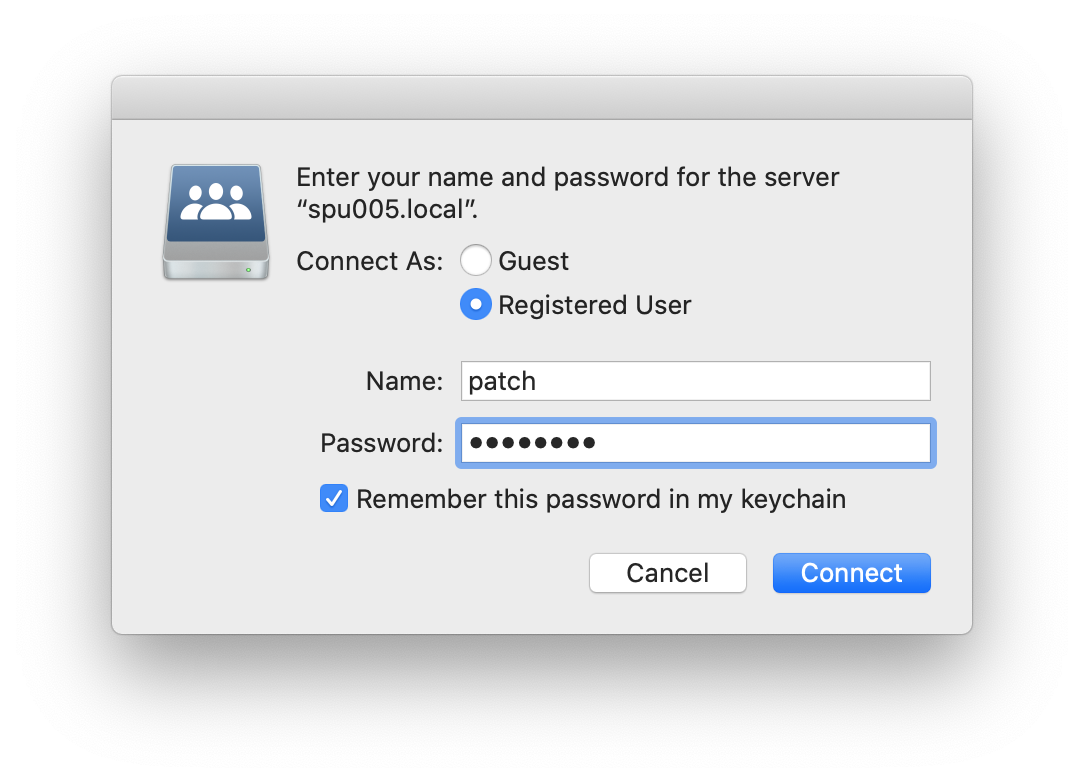 Enter your name and password for the server
“spu005.local”.
Connect As: Guest
Registered User
Name: patch
Password: ••••••••
Remember this password in my keychain
Cancel Connect